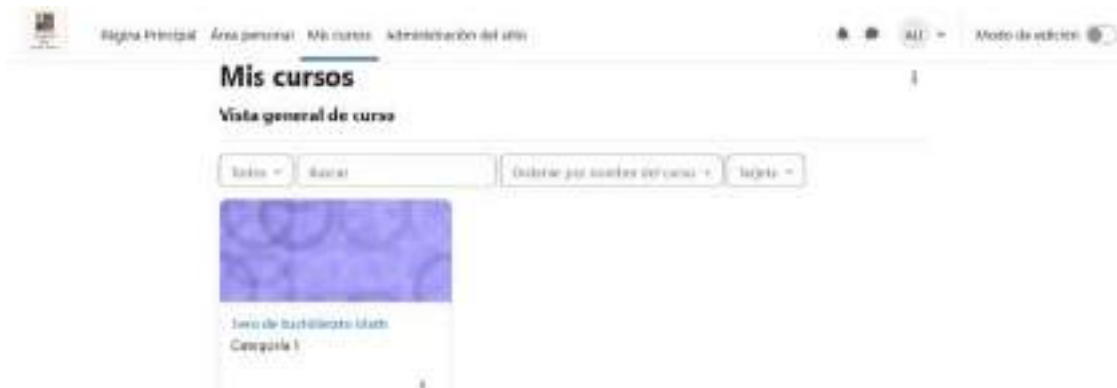 Página Principal Área personal Mis cursos Administración del sitio
Modo de edición
Mis cursos
Vista general de curso
Todos Buscar Ordenar por nombre del curso Tarjeta
de bachillerato Math
Categoría 1